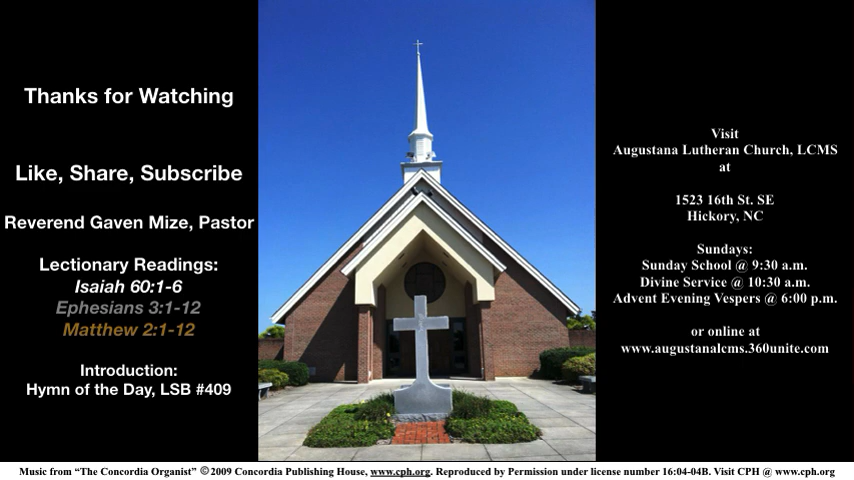 Thanks for Watching
Like, Share, Subscribe
Reverend Gaven Mize, Pastor
Lectionary Readings:
Isaiah 60:1-6
Ephesians 3:1-12
Matthew 2:1-12
Introduction:
Hymn of the Day, LSB #409
Visit
Augustana Lutheran Church, LCMS
at
1523 16th St. SE
Hickory, NC
Sundays:
Sunday School @ 9:30 a.m.
Divine Service @ 10:30 a.m.
Advent Evening Vespers @ 6:00 p.m.
or online at
www.augustanalcms.360unite.com
Music from “The Concordia Organist” ©2009 Concordia Publishing House, www.cph.org. Reproduced by Permission under license number 16:04-04B. Visit CPH @ www.cph.org